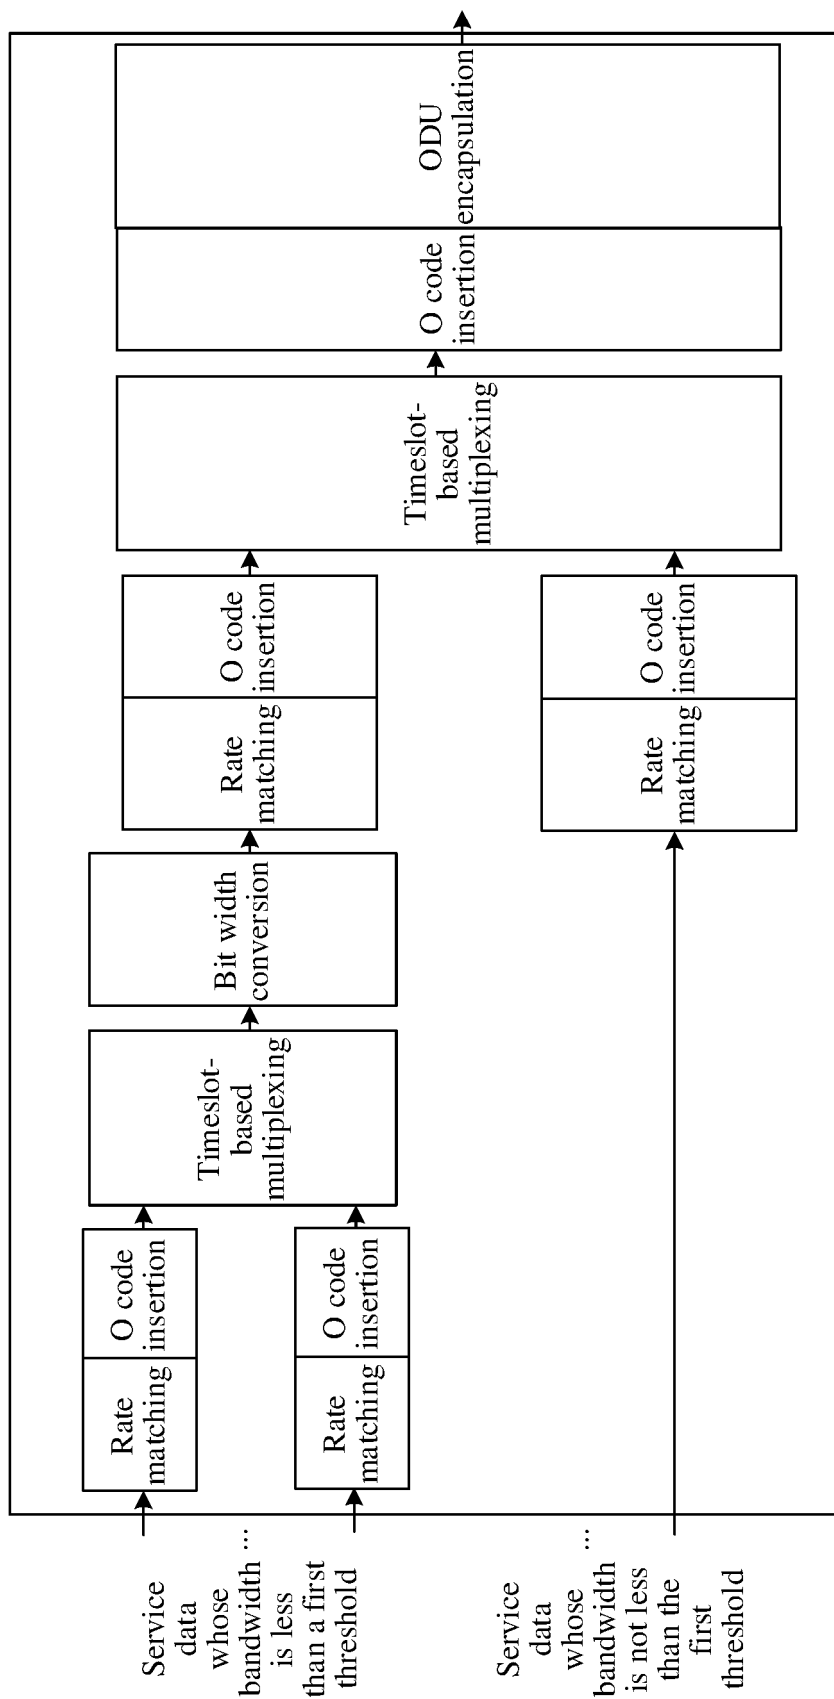 Service
data
whose
bandwidth
is less
than a first
threshold
...
Rate
matching
O code
insertion
Rate
matching
O code
insertion
Timeslot-
based
multiplexing
Bit width
conversion
Rate
matching
O code
insertion
Service
data
whose
bandwidth
is not less
than the
first
threshold
...
Rate
matching
O code
insertion
Timeslot-
based
multiplexing
O code
insertion
ODU
encapsulation